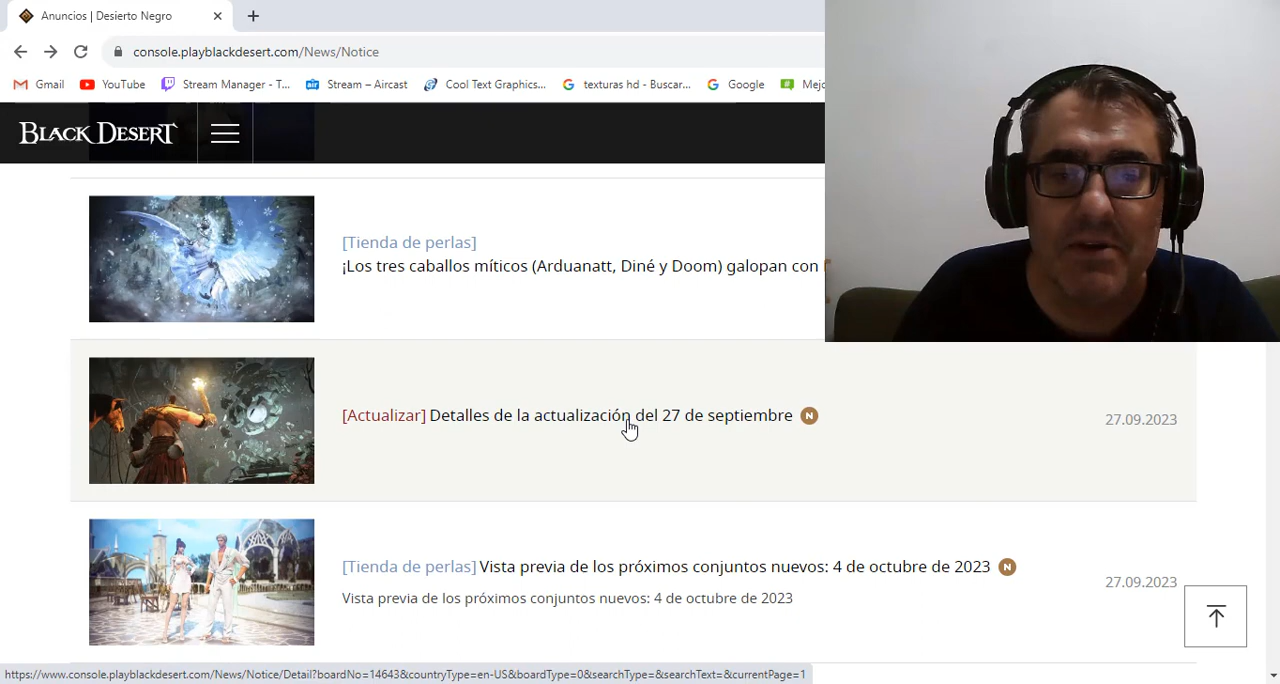 Anuncios | Desierto Negro
console.playblackdesert.com/News/Notice
Gmail
YouTube
Stream Manager - T...
Stream – Aircast
Cool Text Graphics...
texturas hd - Buscar...
Google
BLACK DESERT
[Tienda de perlas]
¡Los tres caballos míticos (Arduanatt, Diné y Doom) galopan con
[Actualizar] Detalles de la actualización del 27 de septiembre N
27.09.2023
[Tienda de perlas] Vista previa de los próximos conjuntos nuevos: 4 de octubre de 2023 N
Vista previa de los próximos conjuntos nuevos: 4 de octubre de 2023
27.09.2023
https://www.console.playblackdesert.com/News/Notice/Detail?boardNo=14643&countryType=en-US&boardType=0&searchType=&searchText=&currentPage=1